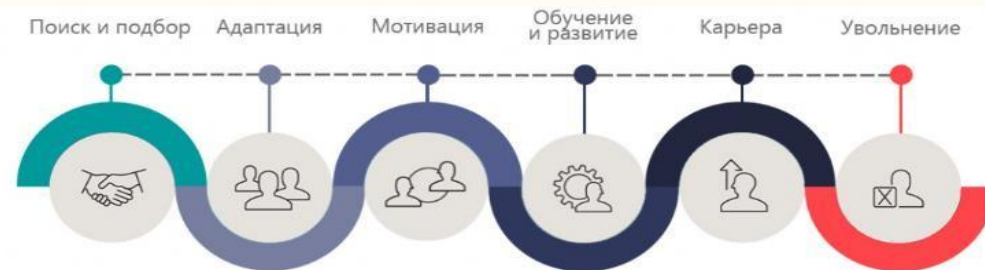 Поиск и подбор
Адаптация
Мотивация
Обучение
и развитие
Карьера
Увольнение